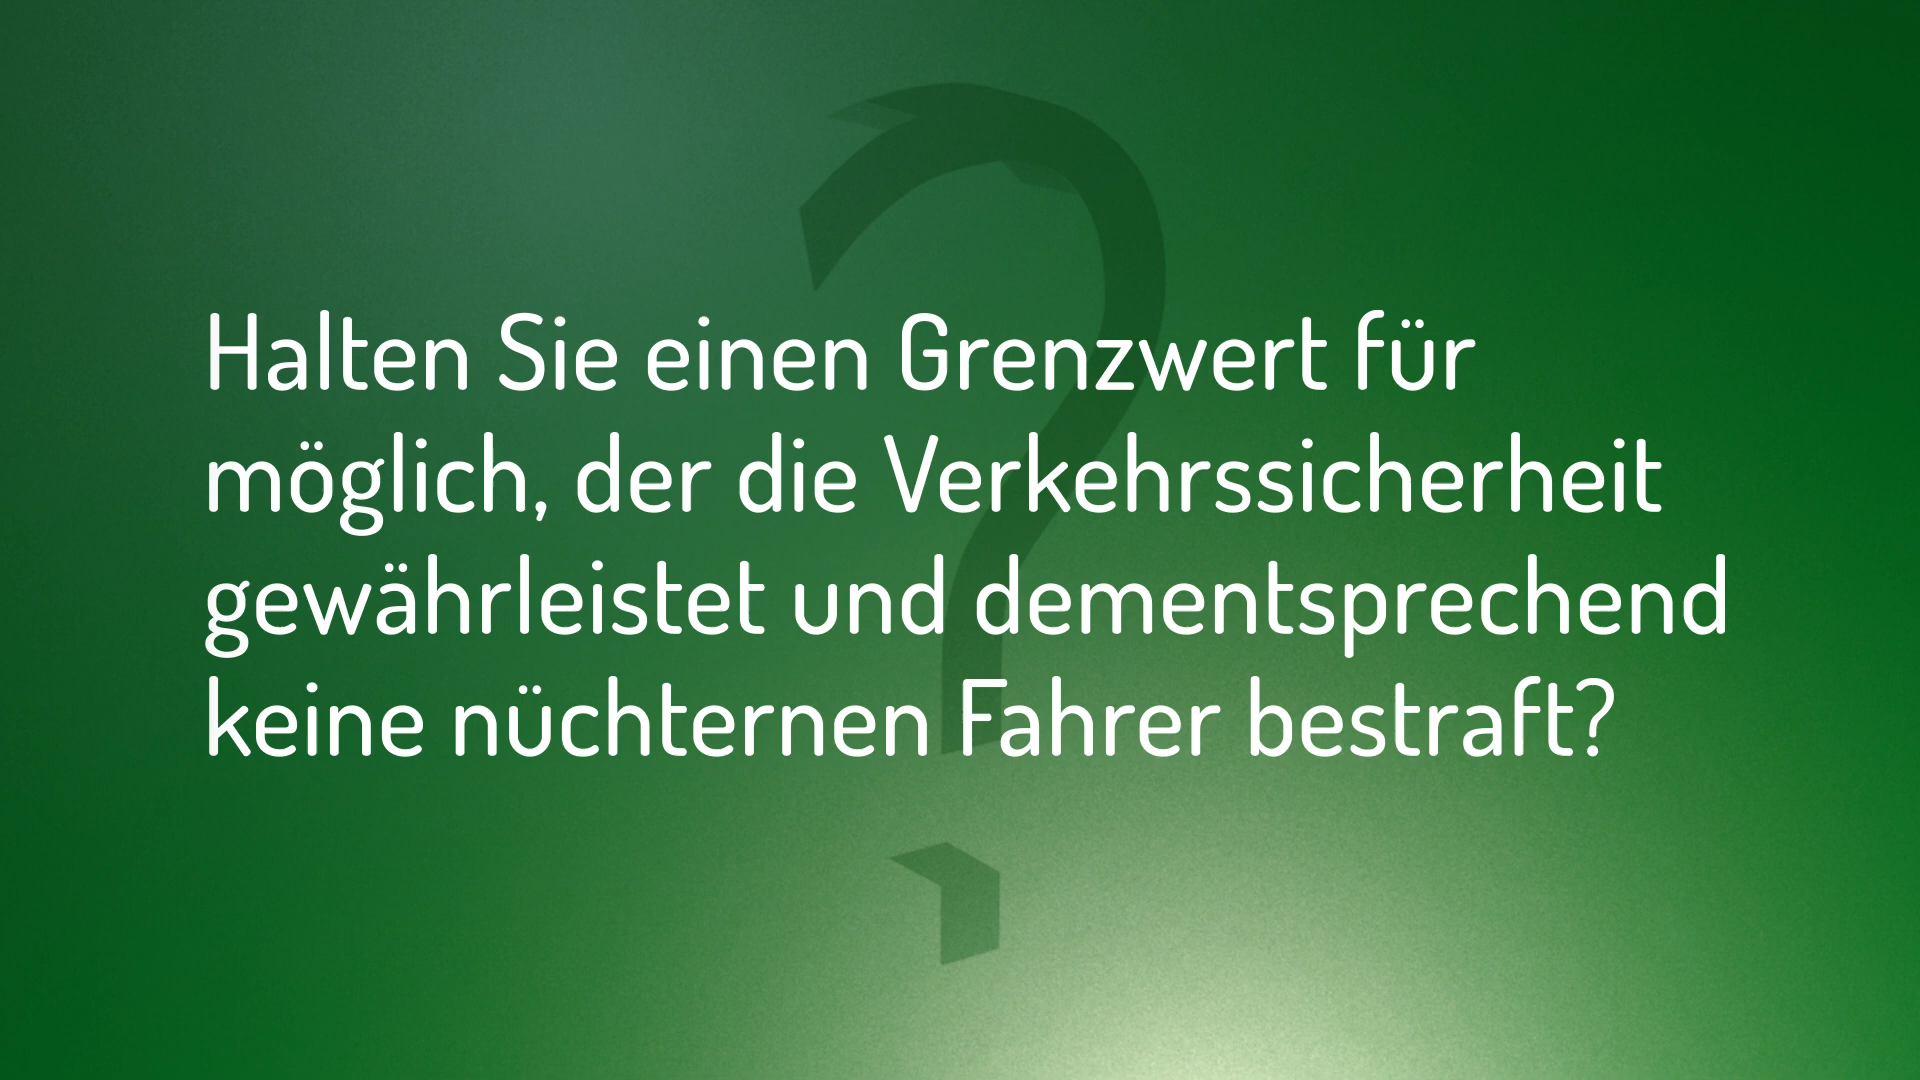 Halten Sie einen Grenzwert für
möglich, der die Verkehrssicherheit
gewährleistet und dementsprechend
keine nüchternen Fahrer bestraft?